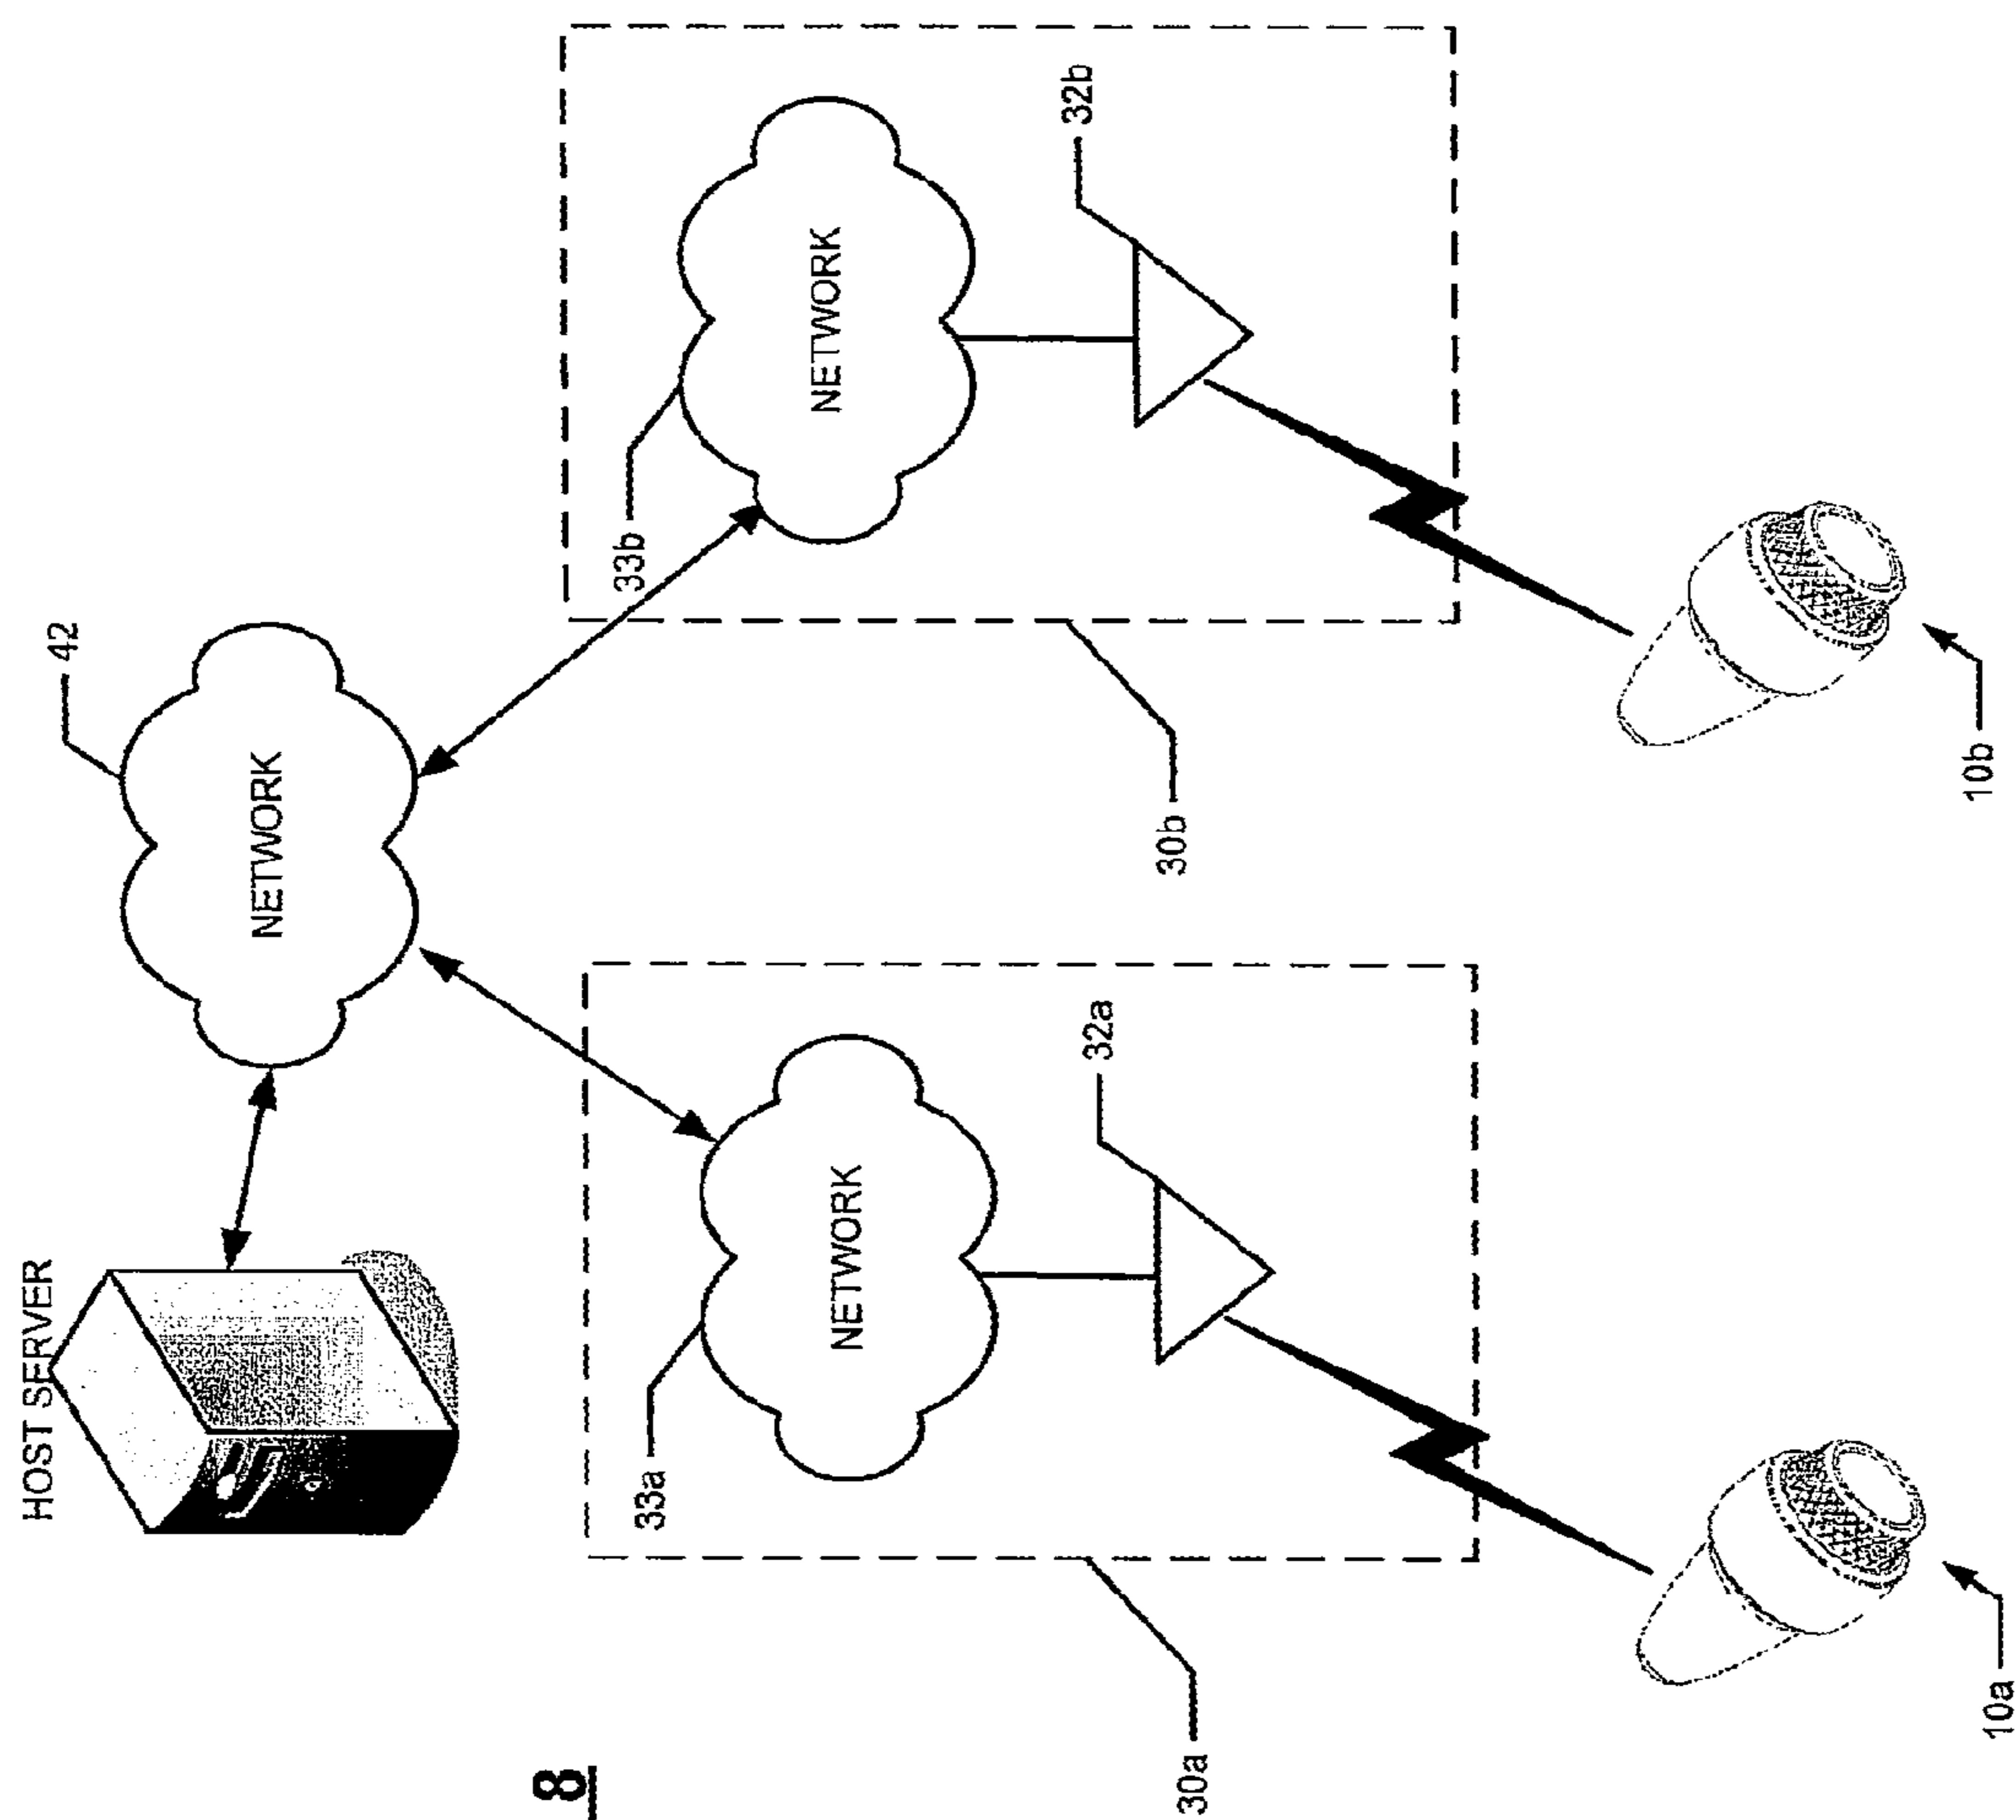 HOST SERVER
NETWORK
42
33a
NETWORK
32a
30a
33b
NETWORK
32b
30b
10a
10b
8